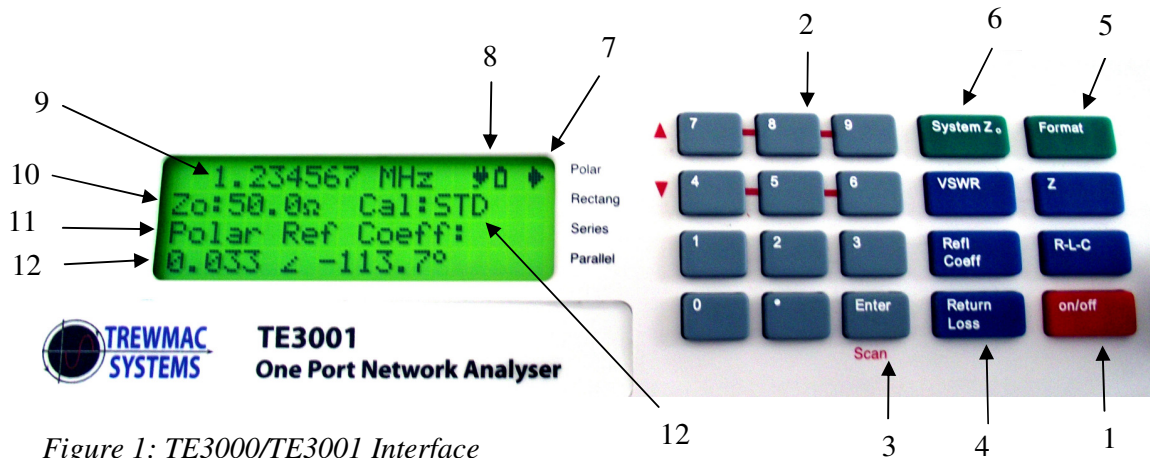 6
5
2
7
8
9
1.234567 MHz
Polar
10
Zo:50.0Ω Cal:STD
Rectang
11
Polar Ref Coeff:
Series
12
0.033 ∠ -113.7°
Parallel
7
8
9
System Zo
Format
4
5
6
VSWR
Z
1
2
3
Refl
Coeff
R-L-C
0
•
Enter
Return
Loss
on/off
Scan
TREWMAC
SYSTEMS
TE3001
One Port Network Analyser
12
3
4
1
Figure 1: TE3000/TE3001 Interface